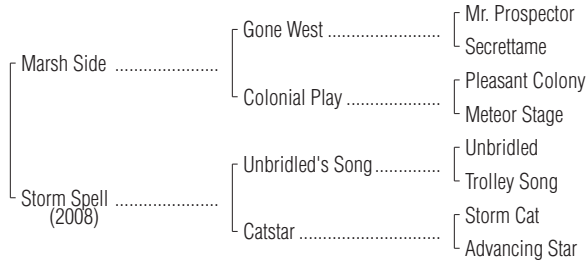 Mr. Prospector
Gone West ....................
Secrettame
Marsh Side .....................
Pleasant Colony
Colonial Play .................
Meteor Stage
Unbridled
Unbridled's Song .............
Trolley Song
Storm Spell .....................
(2008)
Storm Cat
Catstar ............................
Advancing Star